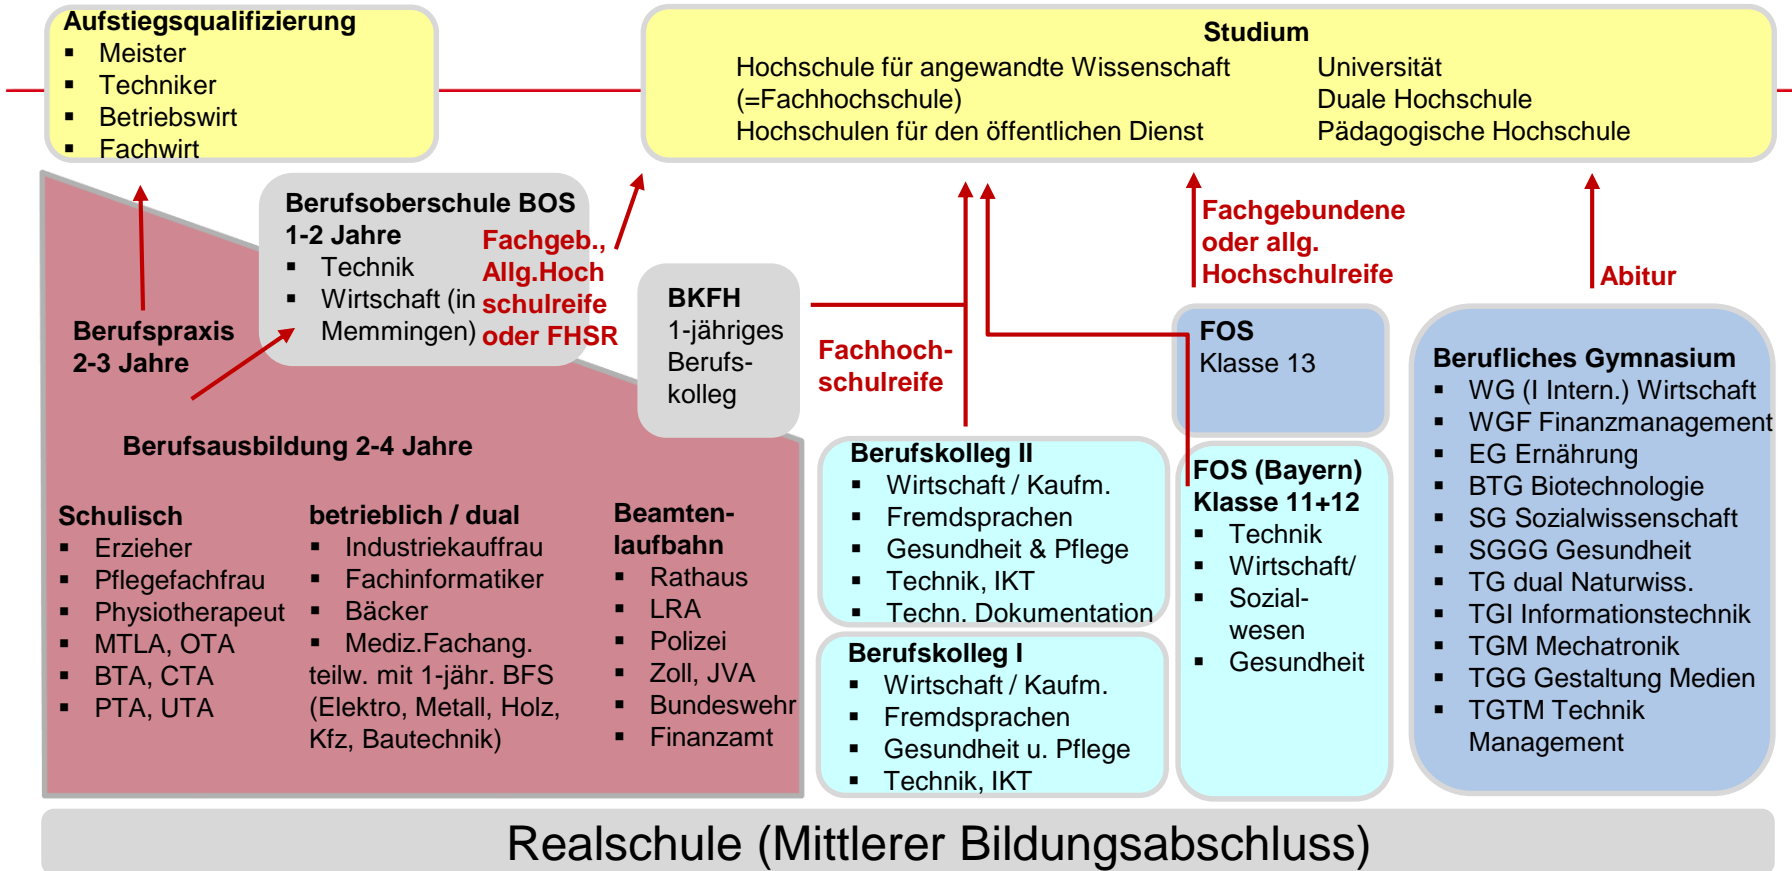 Aufstiegsqualifizierung
▪ Meister
▪ Techniker
▪ Betriebswirt
▪ Fachwirt
Studium
Hochschule für angewandte Wissenschaft
(=Fachhochschule)
Hochschulen für den öffentlichen Dienst
Universität
Duale Hochschule
Pädagogische Hochschule
Berufsoberschule BOS
1-2 Jahre
▪ Technik
▪ Wirtschaft (in
Memmingen)
Fachgeb.,
Allg.Hoch
schulreife
oder FHSR
Berufspraxis
2-3 Jahre
BKFH
1-jähriges
Berufs-
kolleg
Fachhoch-
schulreife
Fachgebundene
oder allg.
Hochschulreife
Abitur
FOS
Klasse 13
Berufsausbildung 2-4 Jahre
Schulisch
▪ Erzieher
▪ Pflegefachfrau
▪ Physiotherapeut
▪ MTLA, OTA
▪ BTA, CTA
▪ PTA, UTA
betrieblich / dual
▪ Industriekauffrau
▪ Fachinformatiker
▪ Bäcker
▪ Mediz.Fachang.
teilw. mit 1-jähr. BFS
(Elektro, Metall, Holz,
Kfz, Bautechnik)
Beamten-
laufbahn
▪ Rathaus
▪ LRA
▪ Polizei
▪ Zoll, JVA
▪ Bundeswehr
▪ Finanzamt
Berufskolleg II
▪ Wirtschaft / Kaufm.
▪ Fremdsprachen
▪ Gesundheit & Pflege
▪ Technik, IKT
▪ Techn. Dokumentation
Berufskolleg I
▪ Wirtschaft / Kaufm.
▪ Fremdsprachen
▪ Gesundheit u. Pflege
▪ Technik, IKT
FOS (Bayern)
Klasse 11+12
▪ Technik
▪ Wirtschaft/
▪ Sozial-
wesen
▪ Gesundheit
Berufliches Gymnasium
▪ WG (I Intern.) Wirtschaft
▪ WGF Finanzmanagement
▪ EG Ernährung
▪ BTG Biotechnologie
▪ SG Sozialwissenschaft
▪ SGGG Gesundheit
▪ TG dual Naturwiss.
▪ TGI Informationstechnik
▪ TGM Mechatronik
▪ TGG Gestaltung Medien
▪ TGTM Technik
Management
Realschule (Mittlerer Bildungsabschluss)